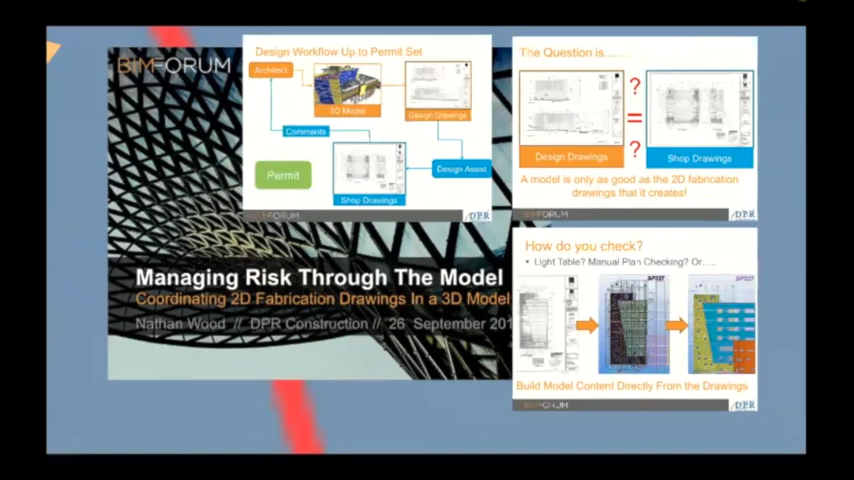 BIMFORUM
Managing Risk Through The Model
Coordinating 2D Fabrication Drawings In a 3D Model
Nathan Wood // DPR Construction // 26 September 201
Design Workflow Up to Permit Set
Architect
3D Model
Design Drawings
Comments
Permit
Design Assist
Shop Drawings
BIMFORUM
DPR
The Question is……
?
=
?
Design Drawings
Shop Drawings
A model is only as good as the 2D fabrication
drawings that it creates!
BIMFORUM
DPR
How do you check?
• Light Table? Manual Plan Checking? Or….
SP22T
SP22T
Build Model Content Directly From the Drawings
BIMFORUM
DPR